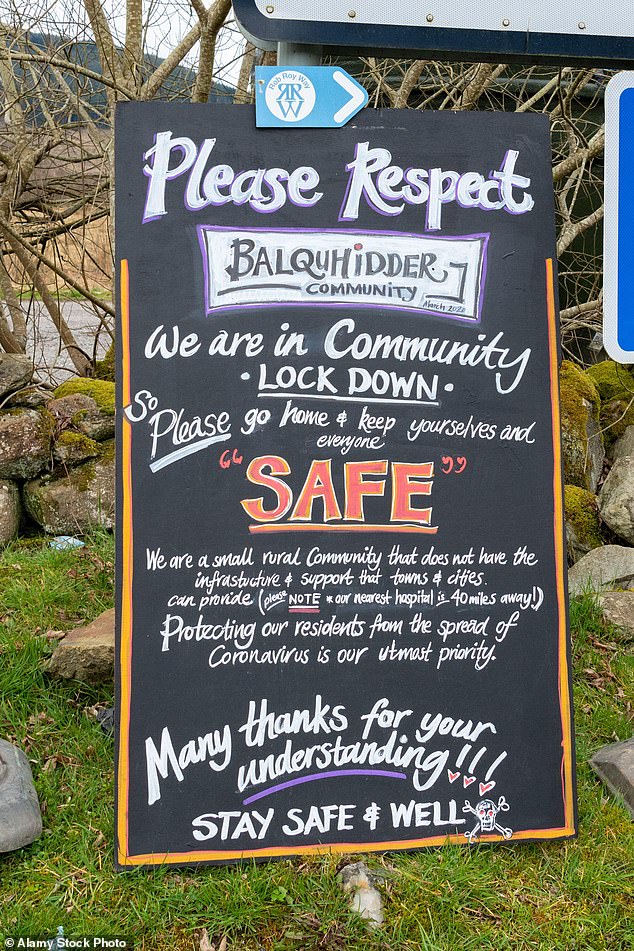 Rob Roy Way
RRW
Please Respect
BALQUHIDDER
COMMUNITY
March 2020
We are in Community
• LOCK DOWN •
So Please go home & keep yourselves and
everyone
“SAFE”
We are a small rural Community that does not have the
infrastucture & support that towns & cities.
can provide (please NOTE * our nearest hospital is 40 miles away!)
Protecting our residents from the spread of
Coronavirus is our utmost priority.
Many thanks for your
understanding!!!
STAY SAFE & WELL
© Alamy Stock Photo